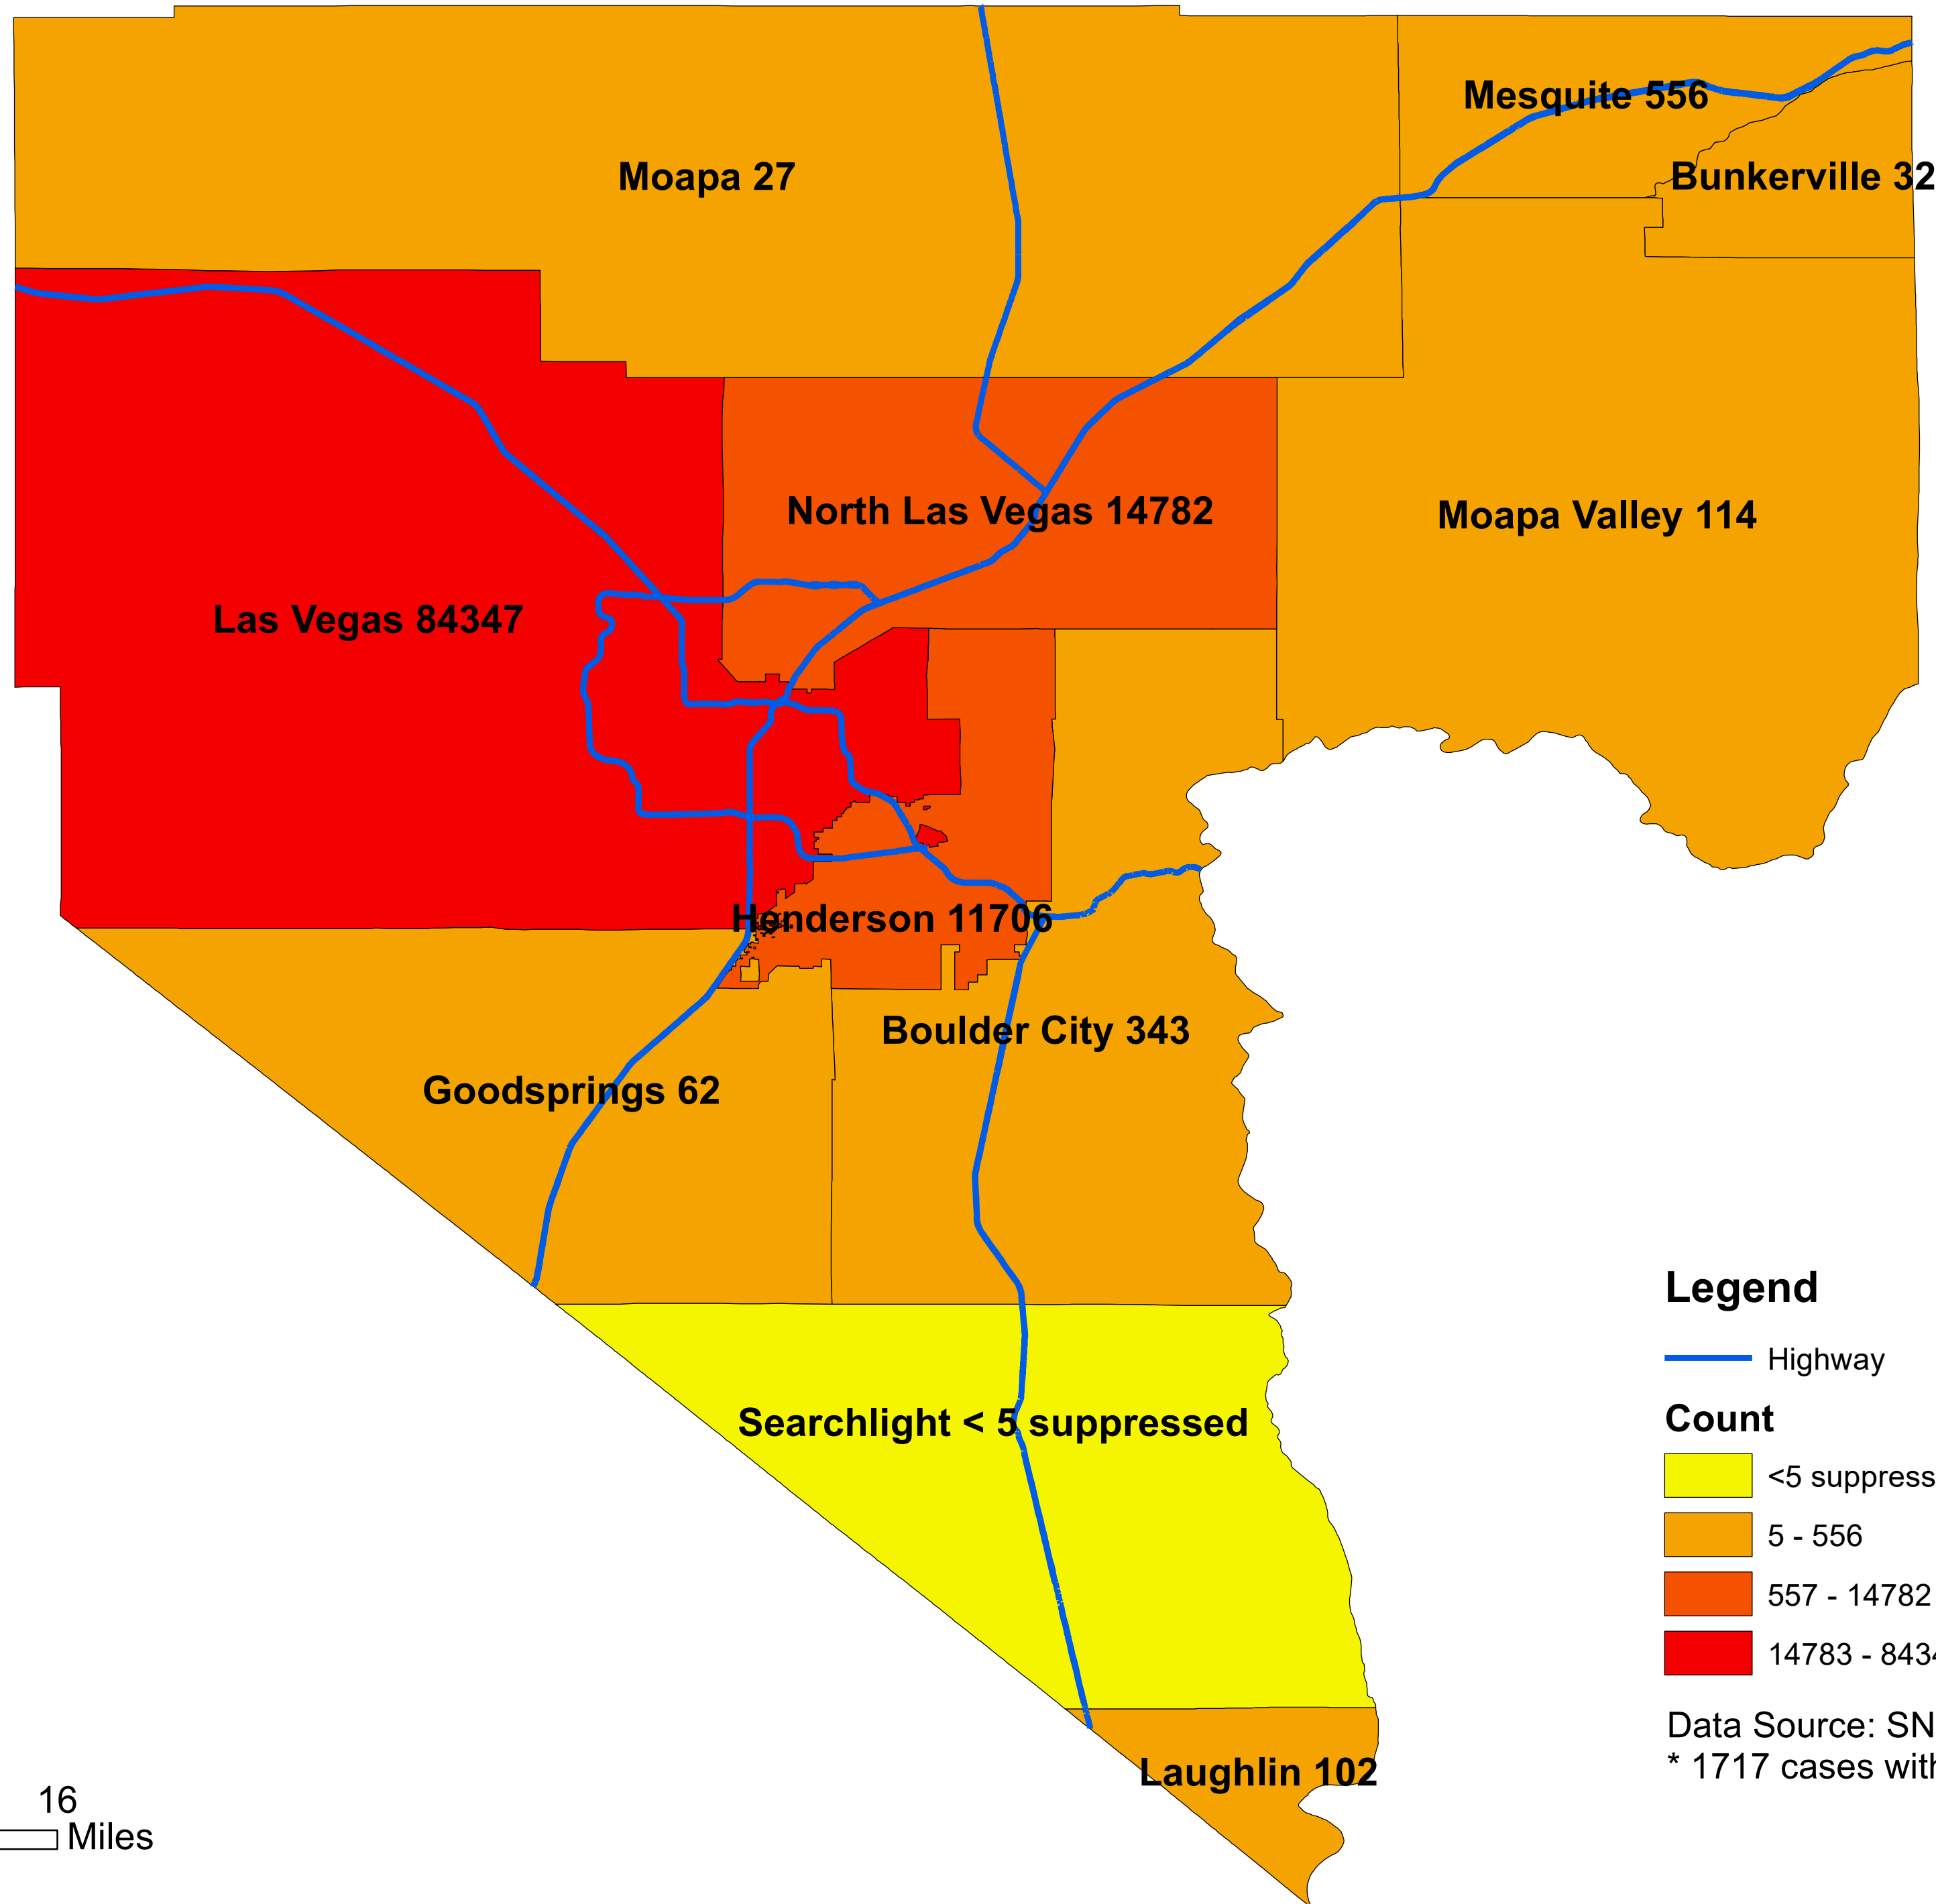 Mesquite 556
Moapa 27
Bunkerville 32
North Las Vegas 14782
Moapa Valley 114
Las Vegas 84347
Henderson 11706
Boulder City 343
Goodsprings 62
Searchlight < 5 suppressed
Laughlin 102
Legend
Highway
Count
<5 suppress
5 - 556
557 - 14782
14783 - 843
Data Source: SN
* 1717 cases with
16
Miles